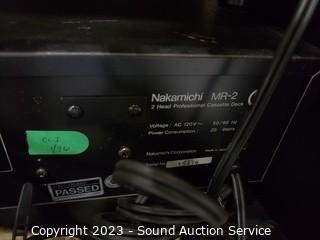 Nakamichi MR-2
2 Head Professional Cassette Deck
Voltage: AC 120V~ 50/60 Hz
Power Consumption: 22 Watts
Nakamichi Corporation
PASSED
Copyright 2023 - Sound Auction Service